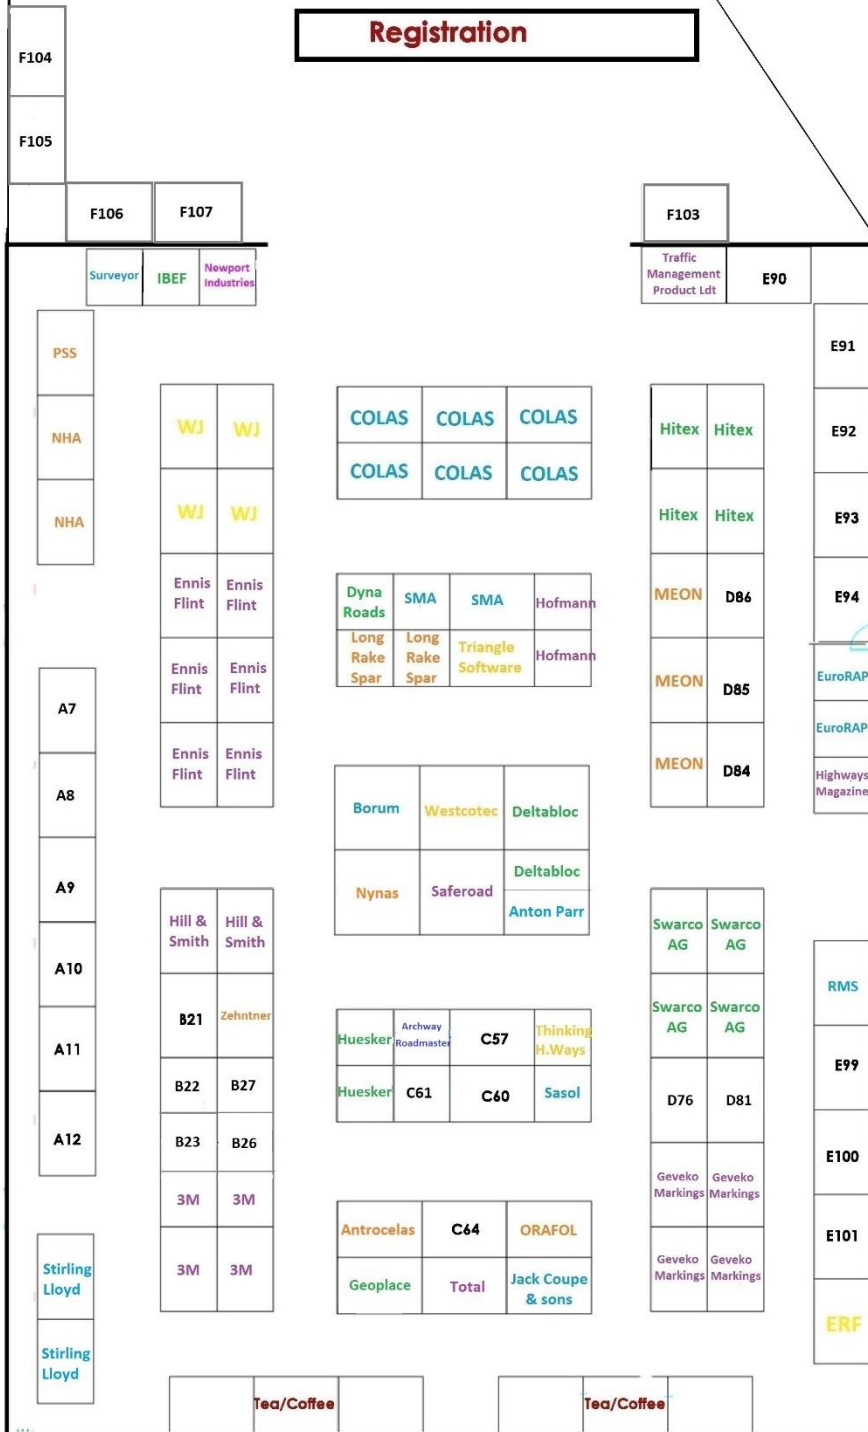 Registration
F104
F105
F106
F107
F103
Surveyor
IBEF
Newport
Industries
Traffic
Management
Product Ldt
E90
PSS
NHA
NHA
A7
A8
A9
A10
A11
A12
Stirling
Lloyd
Stirling
Lloyd
WJ WJ
WJ WJ
Ennis
Flint
Ennis
Flint
Ennis
Flint
Ennis
Flint
Ennis
Flint
Ennis
Flint
Hill &
Smith
Hill &
Smith
B21
Zehntner
B22
B27
B23
B26
3M
3M
3M
3M
COLAS COLAS COLAS
COLAS COLAS COLAS
Dyna
Roads
SMA
SMA
Hofmann
Long
Rake
Spar
Long
Rake
Spar
Triangle
Software
Hofmann
Borum
Westcotec
Deltabloc
Nynas
Saferoad
Deltabloc
Anton Parr
Huesker
Archway
Roadmaster
C57
Thinking
H.Ways
Huesker
C61
C60
Sasol
Antrocelas
C64
ORAFOL
Geoplace
Total
Jack Coupe
& sons
Hitex Hitex
Hitex Hitex
MEON
D86
MEON
D85
MEON
D84
Swarco
AG
Swarco
AG
Swarco
AG
Swarco
AG
D76
D81
Geveko
Markings
Geveko
Markings
Geveko
Markings
Geveko
Markings
E91
E92
E93
E94
EuroRAP
EuroRAP
Highways
Magazine
RMS
E99
E100
E101
ERF
Tea/Coffee
Tea/Coffee